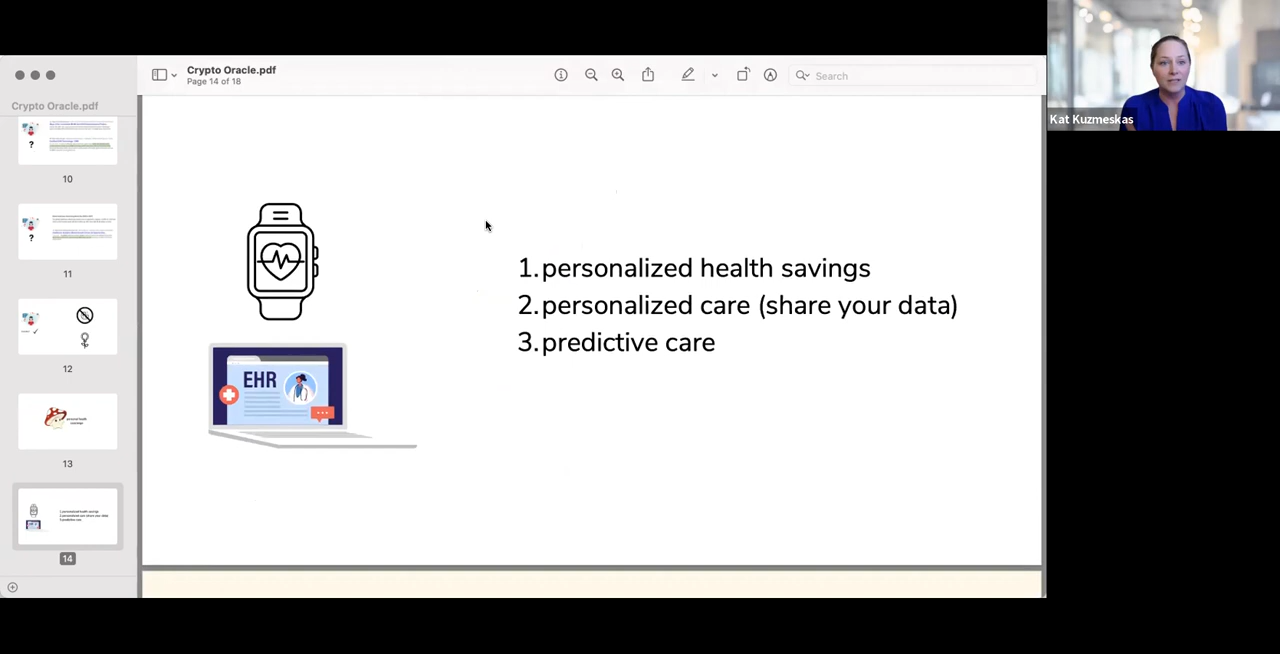 Crypto Oracle.pdf
Page 14 of 18
Search
Kat Kuzmeskas
Crypto Oracle.pdf
?
10
?
11
12
13
14
1. personalized health savings
2. personalized care (share your data)
3. predictive care
EHR